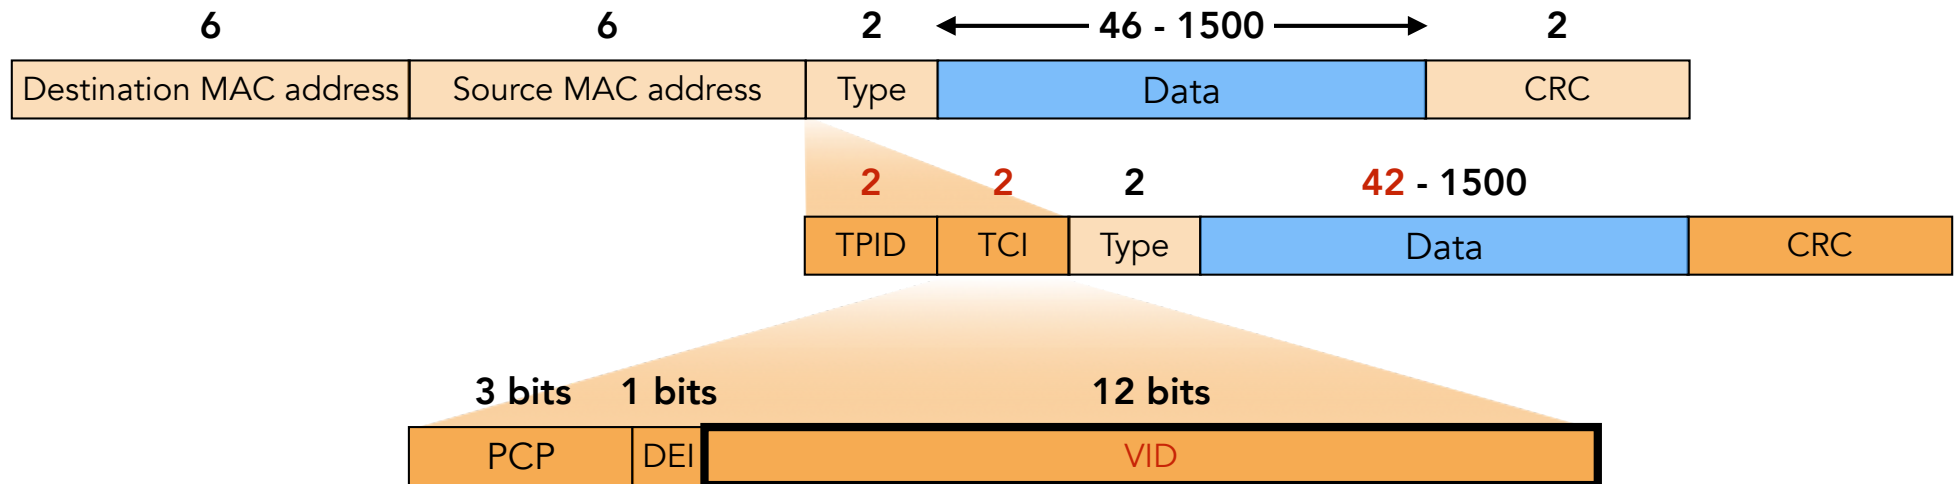 6 6 2 46 - 1500 2
Destination MAC address Source MAC address Type Data CRC
2 2 2 42 - 1500
TPID TCI Type Data CRC
3 bits 1 bits 12 bits
PCP DEI VID